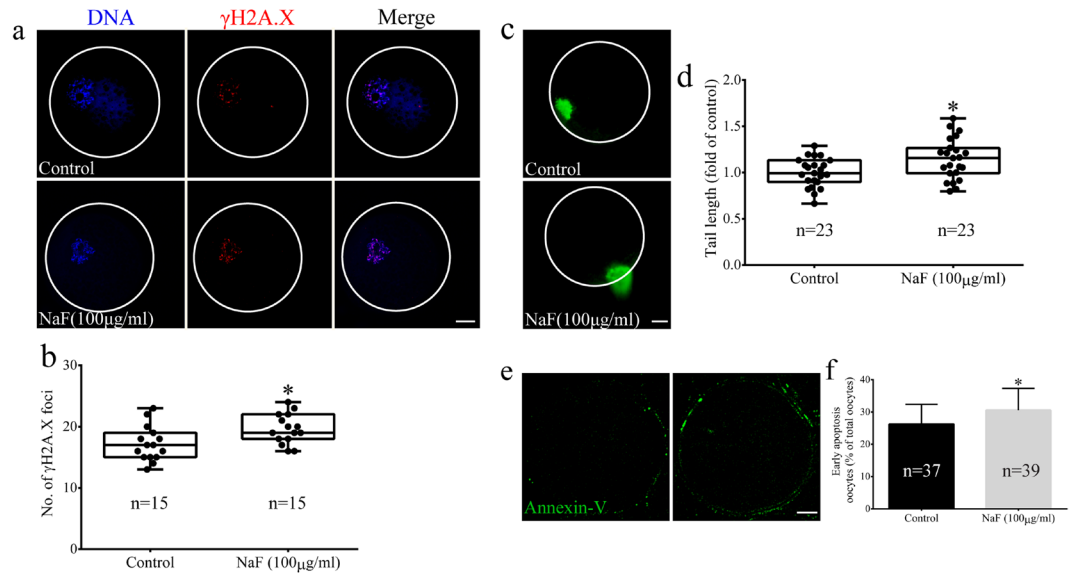 a
DNA
γH2A.X
Merge
Control
NaF(100μg/ml)
b
No. of γH2A.X foci
30
20
10
0
n=15
n=15
Control
NaF (100μg/ml)
c
Control
NaF(100μg/ml)
d
Tail length (fold of control)
2.0
1.5
1.0
0.5
0.0
*
n=23
n=23
Control
NaF (100μg/ml)
*
e
Annexin-V
f
Early apoptosis
oocytes (% of total oocytes)
40
30
20
10
0
*
n=37
n=39
Control
NaF (100μg/ml)